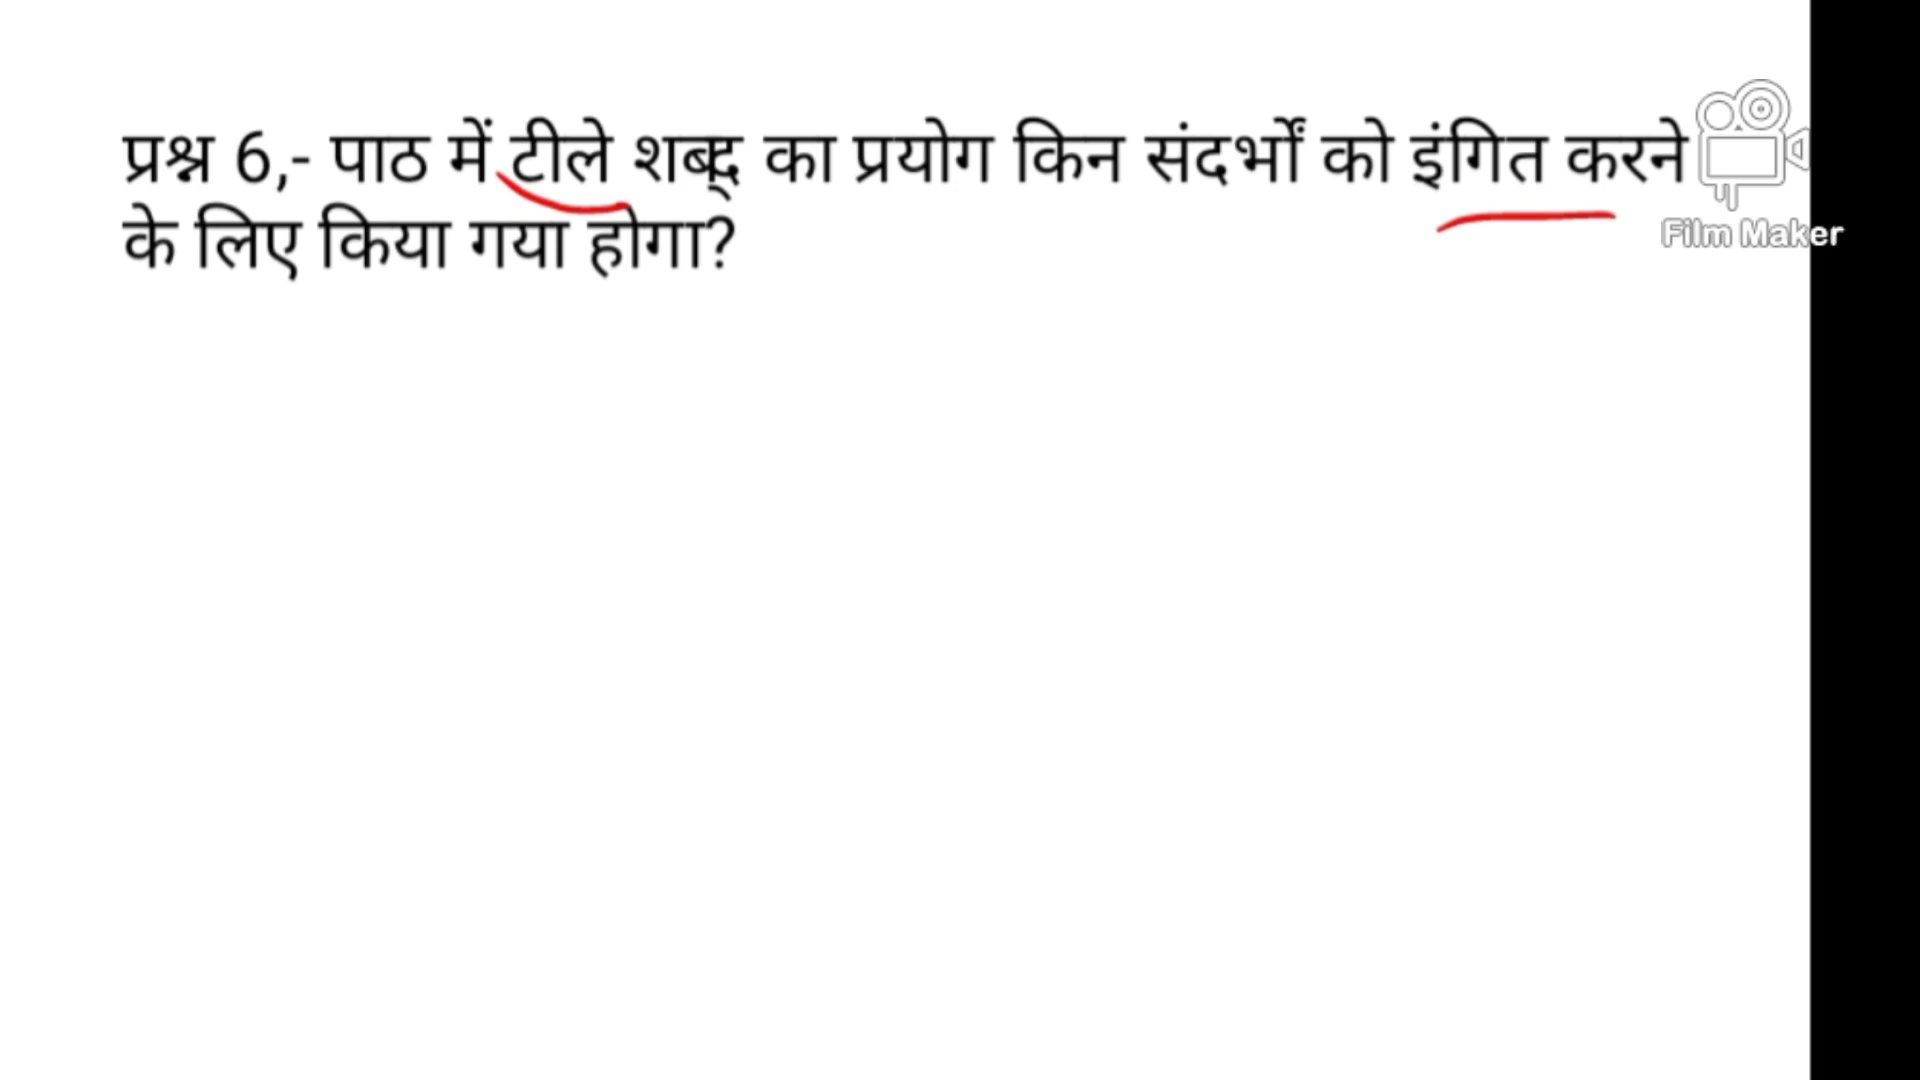 प्रश्न 6,- पाठ में टीले शब्द् का प्रयोग किन संदर्भों को इंगित करने
के लिए किया गया होगा?
Film Maker